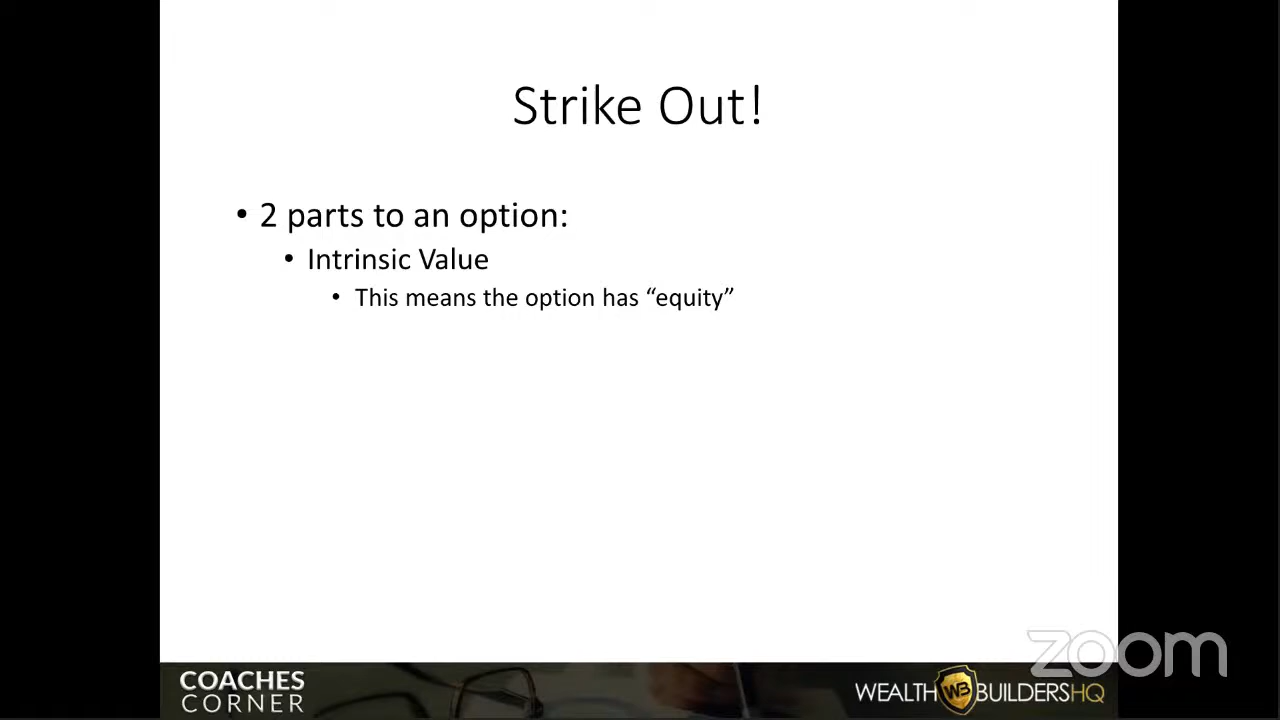 Strike Out!
• 2 parts to an option:
• Intrinsic Value
• This means the option has “equity”
zoom
COACHES
CORNER
WEALTH WB BUILDERSHQ